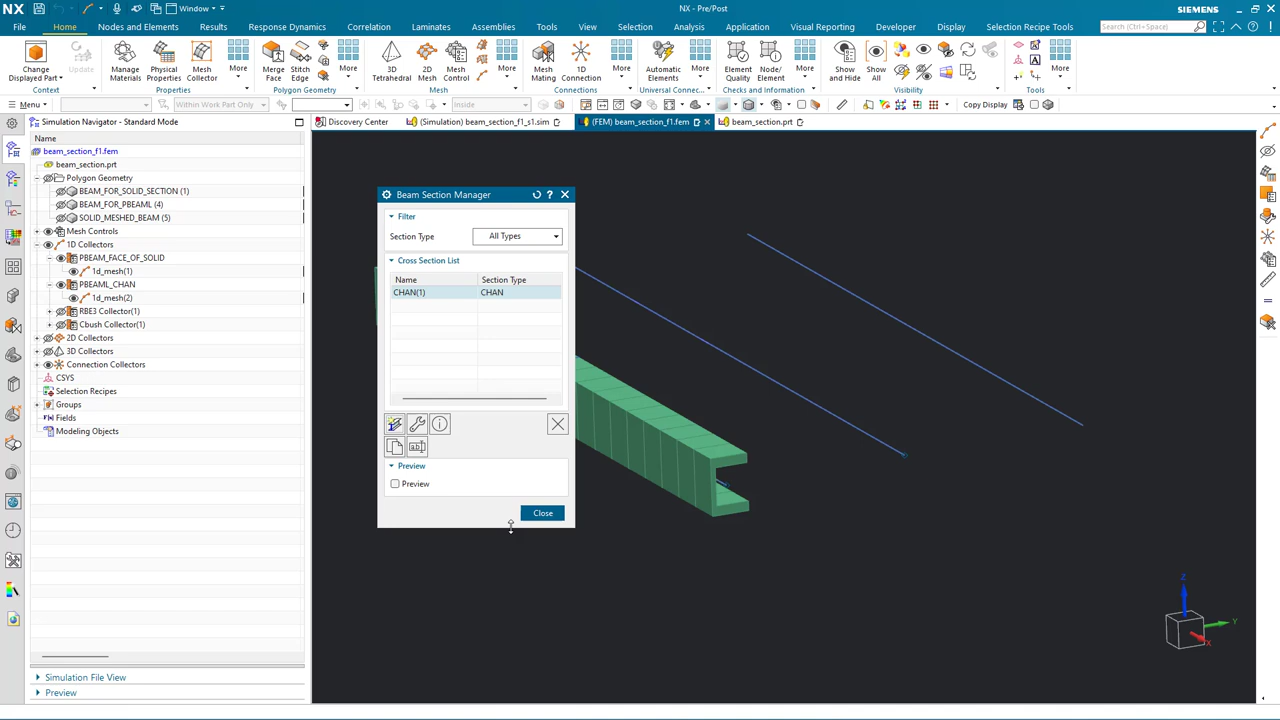 NX
Window
NX - Pre/Post
SIEMENS
File Home Nodes and Elements Results Response Dynamics Correlation Laminates Assemblies Tools View Selection Analysis Application Visual Reporting Developer Display Selection Recipe Tools
Search (Ctrl+Space)
Change Displayed Part
Update
Manage Materials
Physical Properties
Mesh Collector
More
Merge Face
Stitch Edge
More
3D Tetrahedral
2D Mesh
Mesh Control
More
Mesh Mating
1D Connection
More
Automatic Elements
Element Quality
Node/ Element
More
Show and Hide
Show All
More
Context Properties Polygon Geometry Mesh Connections Universal Connec... Checks and Information Visibility Tools
Menu
Within Work Part Only
Inside
Copy Display
Simulation Navigator - Standard Mode
Discovery Center
(Simulation) beam_section_f1_s1.sim
(FEM) beam_section_f1.fem
beam_section.prt
Name
beam_section_f1.fem
beam_section.prt
Polygon Geometry
BEAM_FOR_SOLID_SECTION (1)
BEAM_FOR_PBEAML (4)
SOLID_MESHED_BEAM (5)
Mesh Controls
1D Collectors
PBEAM_FACE_OF_SOLID
1d_mesh(1)
PBEAML_CHAN
1d_mesh(2)
RBE3 Collector(1)
Cbush Collector(1)
2D Collectors
3D Collectors
Connection Collectors
CSYS
Selection Recipes
Groups
Fields
Modeling Objects
Simulation File View
Preview
Beam Section Manager
Filter
Section Type All Types
Cross Section List
Name Section Type
CHAN(1) CHAN
Preview
Preview
Close
Z
Y
X